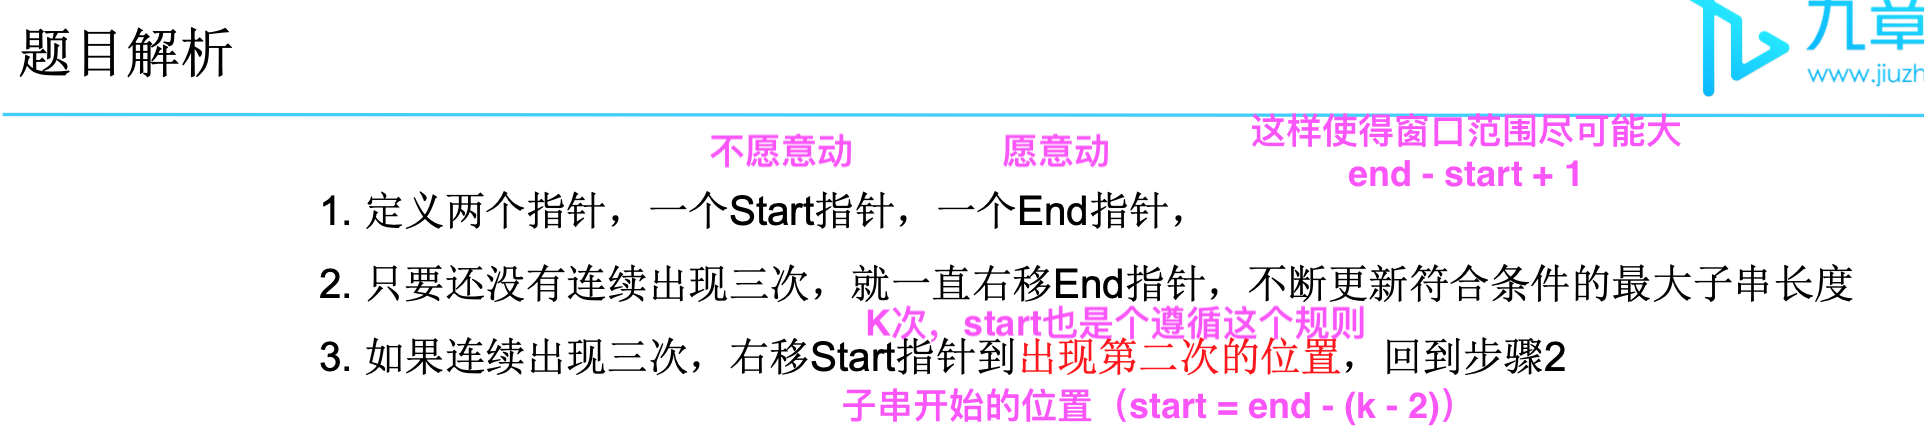 题目解析
九章
www.jiuzh
不愿意动
愿意动
这样使得窗口范围尽可能大
end - start + 1
1. 定义两个指针，一个Start指针，一个End指针，
2. 只要还没有连续出现三次，就一直右移End指针，不断更新符合条件的最大子串长度
K次，start也是个遵循这个规则
3. 如果连续出现三次，右移Start指针到出现第二次的位置，回到步骤2
子串开始的位置（start = end - (k - 2)）